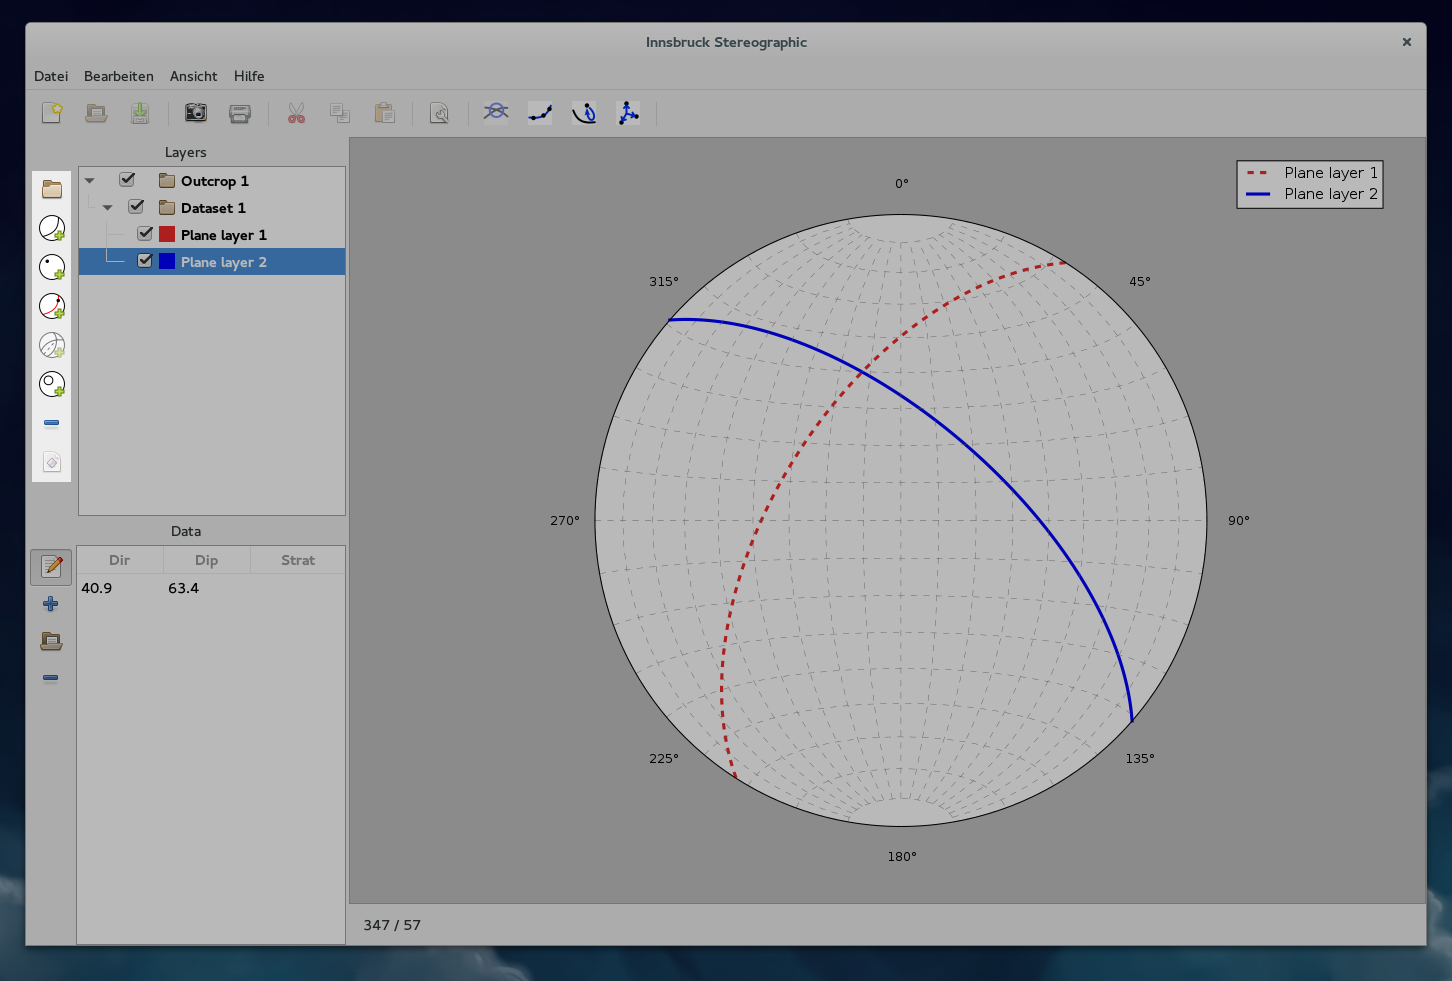 Innsbruck Stereographic
Datei Bearbeiten Ansicht Hilfe
Layers
Outcrop 1
Dataset 1
Plane layer 1
Plane layer 2
Data
Dir Dip Strat
40.9 63.4
Plane layer 1
Plane layer 2
0°
315° 45°
270° 90°
225° 135°
180°
347 / 57